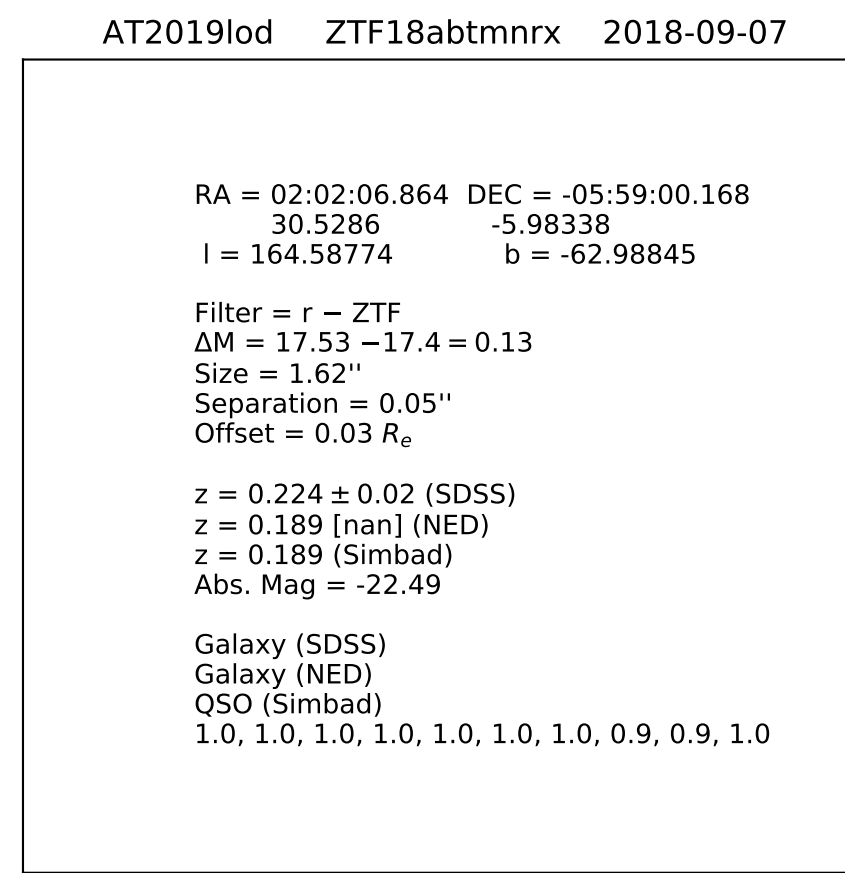 AT2019lod ZTF18abtmnrx 2018-09-07
RA = 02:02:06.864 DEC = -05:59:00.168
30.5286 -5.98338
l = 164.58774 b = -62.98845
Filter = r − ZTF
ΔM = 17.53 −17.4 = 0.13
Size = 1.62''
Separation = 0.05''
Offset = 0.03 Re
z = 0.224 ± 0.02 (SDSS)
z = 0.189 [nan] (NED)
z = 0.189 (Simbad)
Abs. Mag = -22.49
Galaxy (SDSS)
Galaxy (NED)
QSO (Simbad)
1.0, 1.0, 1.0, 1.0, 1.0, 1.0, 1.0, 0.9, 0.9, 1.0